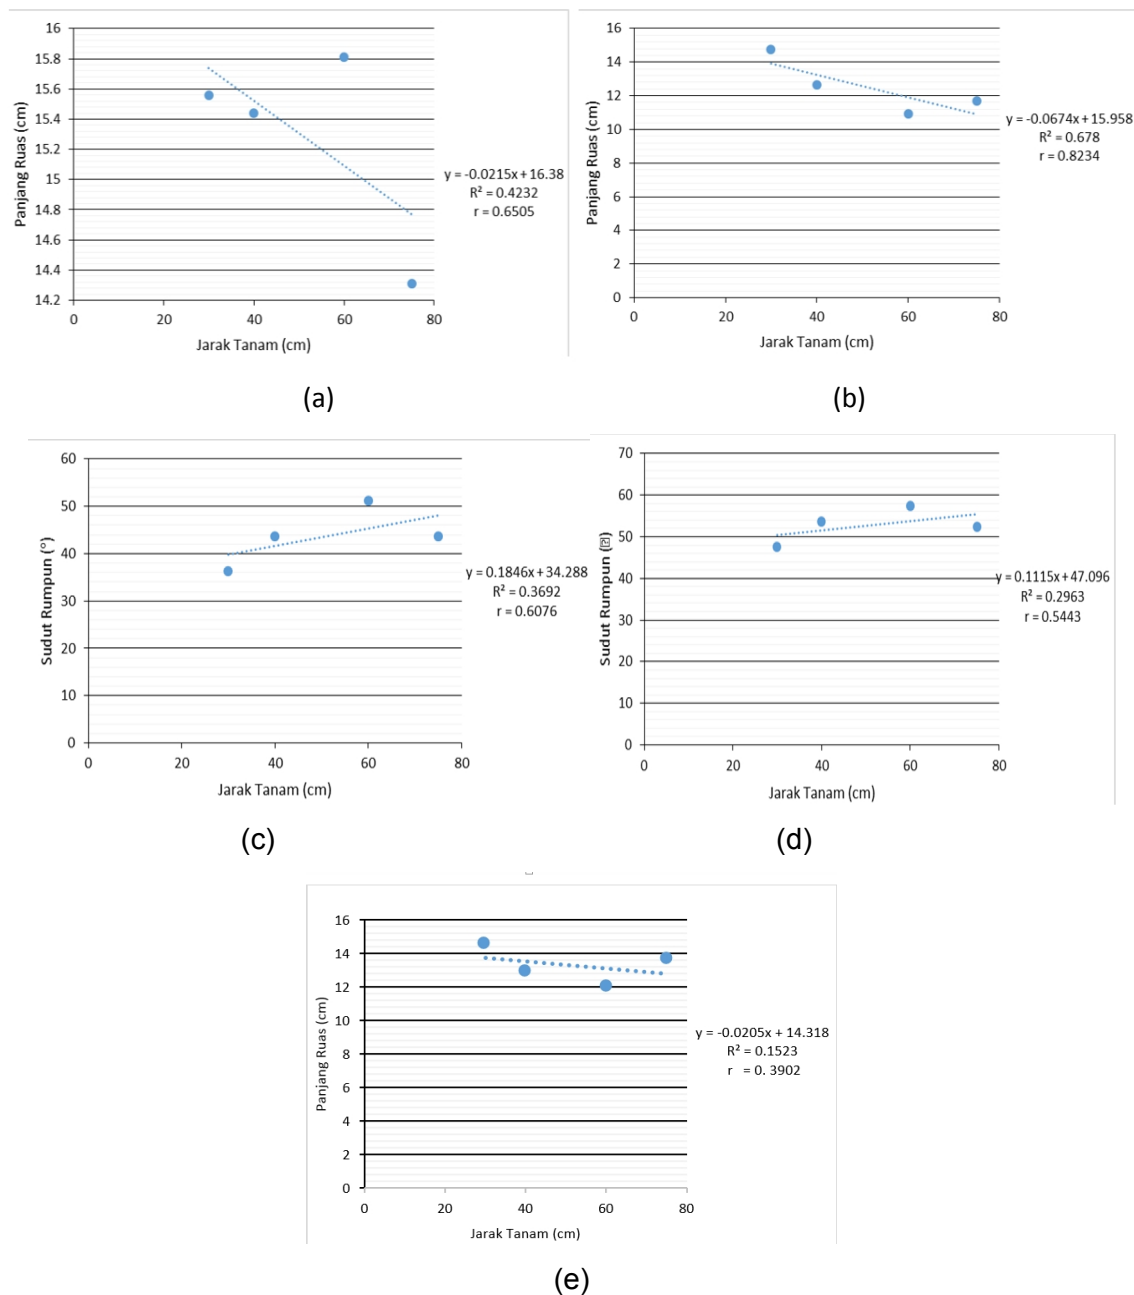 16
15.8
15.6
15.4
15.2
15
14.8
14.6
14.4
14.2
0
20
40
60
80
Panjang Ruas (cm)
Jarak Tanam (cm)
y = -0.0215x + 16.38
R² = 0.4232
r = 0.6505
(a)
16
14
12
10
8
6
4
2
0
0
20
40
60
80
Panjang Ruas (cm)
Jarak Tanam (cm)
y = -0.0674x + 15.958
R² = 0.678
r = 0.8234
(b)
60
50
40
30
20
10
0
0
20
40
60
80
Sudut Rumpun (°)
Jarak Tanam (cm)
y = 0.1846x + 34.288
R² = 0.3692
r = 0.6076
(c)
70
60
50
40
30
20
10
0
0
20
40
60
80
Sudut Rumpun (⍰)
Jarak Tanam (cm)
y = 0.1115x + 47.096
R² = 0.2963
r = 0.5443
(d)
16
14
12
10
8
6
4
2
0
0
20
40
60
80
Panjang Ruas (cm)
Jarak Tanam (cm)
y = -0.0205x + 14.318
R² = 0.1523
r = 0. 3902
(e)